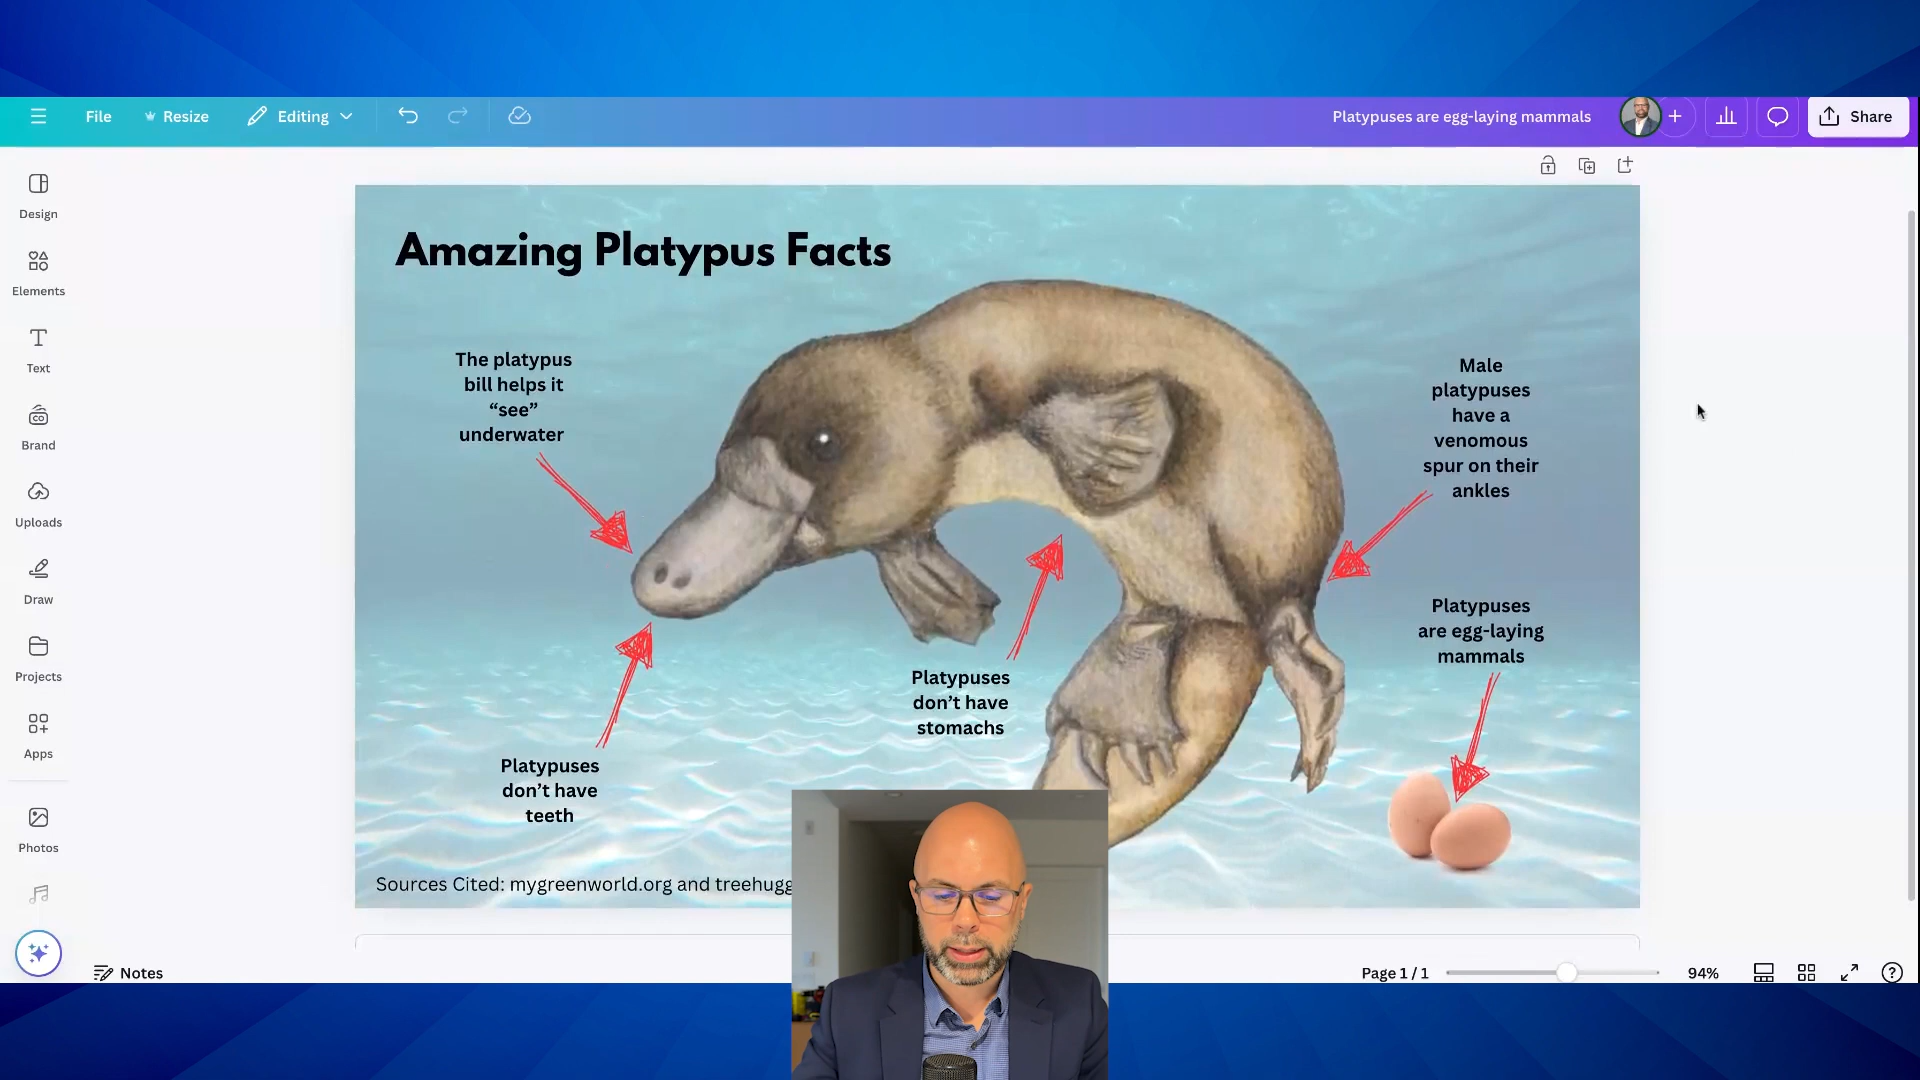 File
Resize
Editing
Platypuses are egg-laying mammals
Share
Design
Elements
Text
Brand
Uploads
Draw
Projects
Apps
Photos
Amazing Platypus Facts
The platypus
bill helps it
“see”
underwater
Male
platypuses
have a
venomous
spur on their
ankles
Platypuses
are egg-laying
mammals
Platypuses
don’t have
stomachs
Platypuses
don’t have
teeth
Sources Cited: mygreenworld.org and
Notes
Page 1 / 1
94%